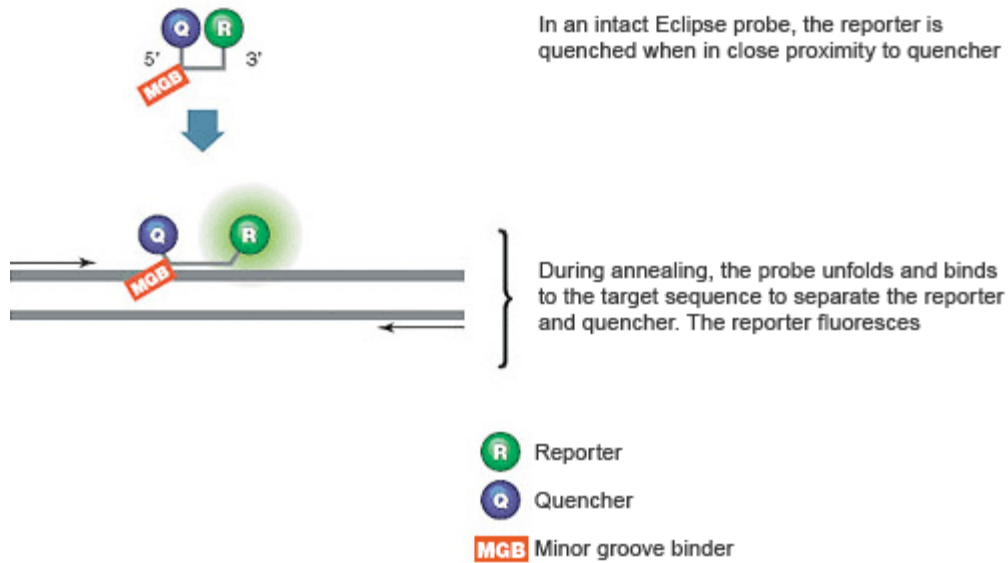 Q R
In an intact Eclipse probe, the reporter is
quenched when in close proximity to quencher
5' 3'
MGB
Q R
MGB
During annealing, the probe unfolds and binds
to the target sequence to separate the reporter
and quencher. The reporter fluoresces
R Reporter
Q Quencher
MGB Minor groove binder